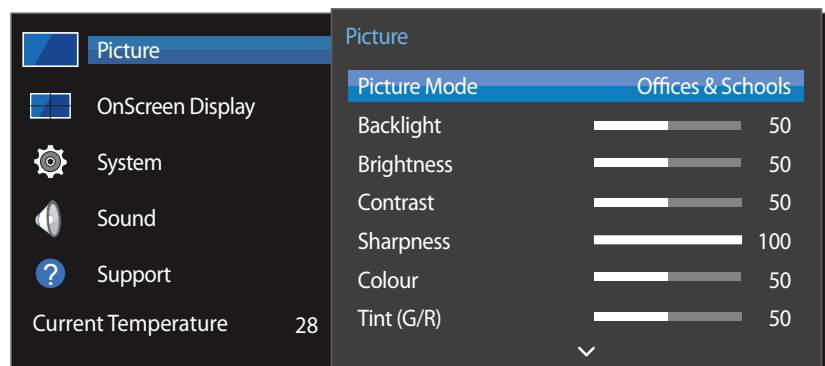 Picture
OnScreen Display
System
Sound
? Support
Current Temperature 28
Picture
Picture Mode Offices & Schools
Backlight 50
Brightness 50
Contrast 50
Sharpness 100
Colour 50
Tint (G/R) 50